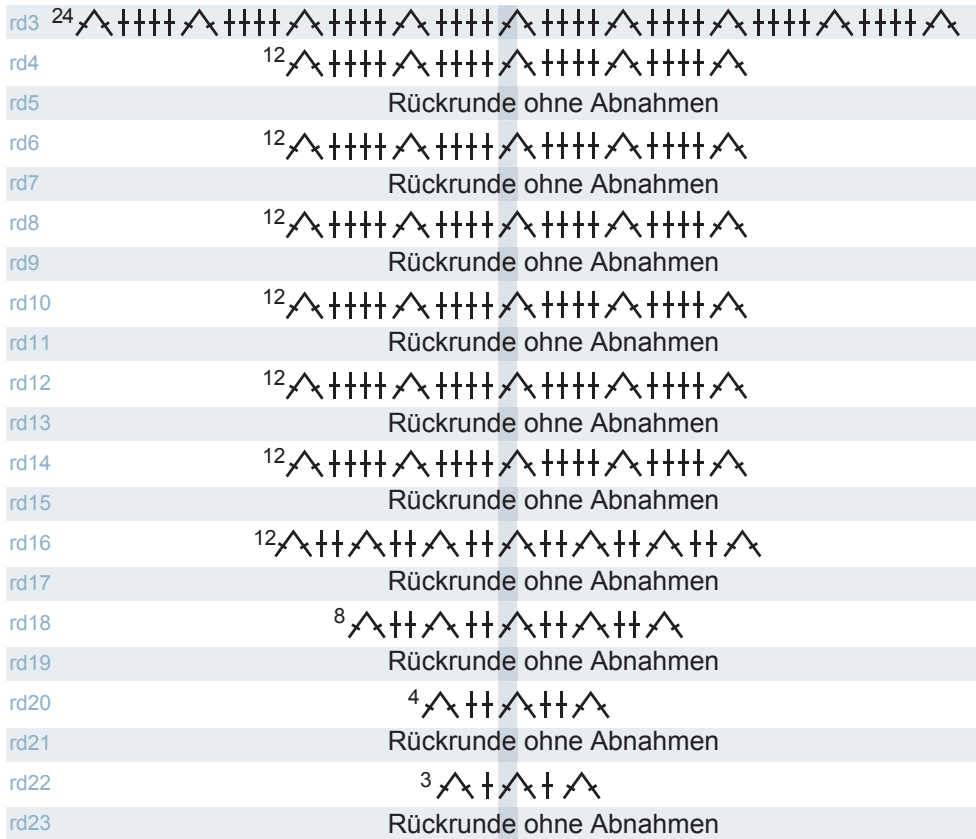 rd3 24
rd4 12
rd5 Rückrunde ohne Abnahmen
rd6 12
rd7 Rückrunde ohne Abnahmen
rd8 12
rd9 Rückrunde ohne Abnahmen
rd10 12
rd11 Rückrunde ohne Abnahmen
rd12 12
rd13 Rückrunde ohne Abnahmen
rd14 12
rd15 Rückrunde ohne Abnahmen
rd16 12
rd17 Rückrunde ohne Abnahmen
rd18 8
rd19 Rückrunde ohne Abnahmen
rd20 4
rd21 Rückrunde ohne Abnahmen
rd22 3
rd23 Rückrunde ohne Abnahmen